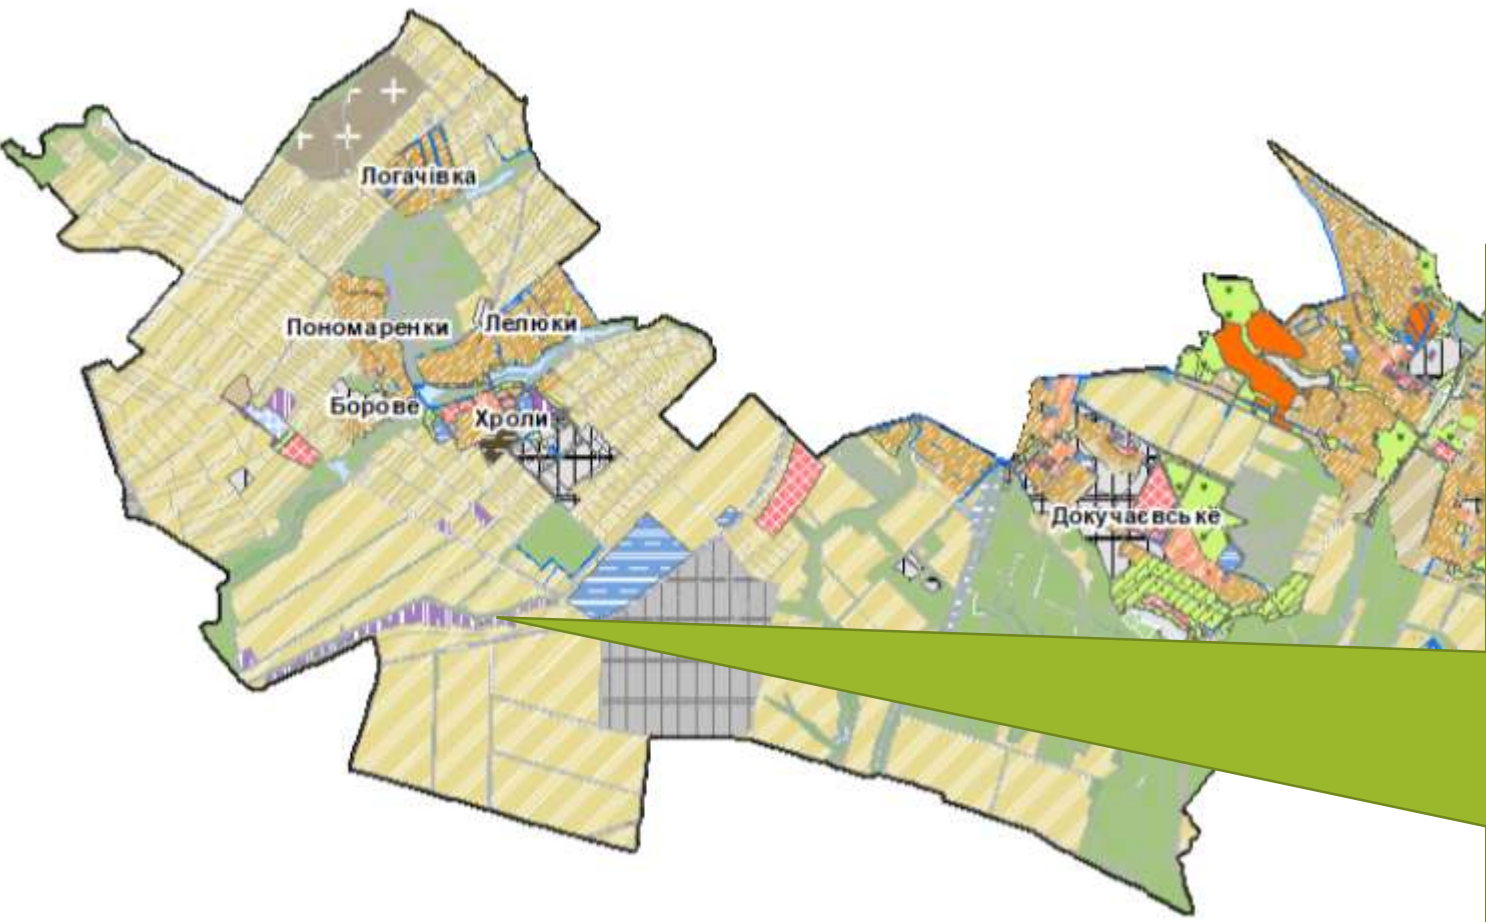 Логачівка
Пономаренки
Лелюки
Борове
Хроли
Докучаєвське